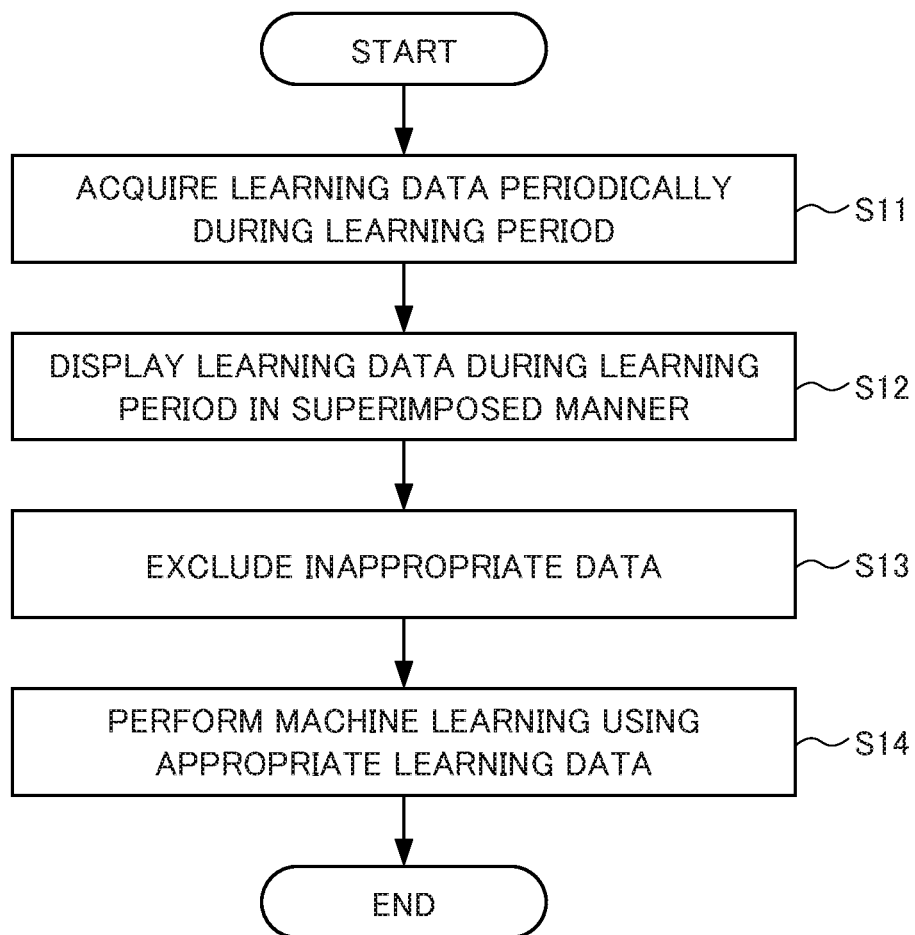 START
ACQUIRE LEARNING DATA PERIODICALLY
DURING LEARNING PERIOD
S11
DISPLAY LEARNING DATA DURING LEARNING
PERIOD IN SUPERIMPOSED MANNER
S12
EXCLUDE INAPPROPRIATE DATA
S13
PERFORM MACHINE LEARNING USING
APPROPRIATE LEARNING DATA
S14
END